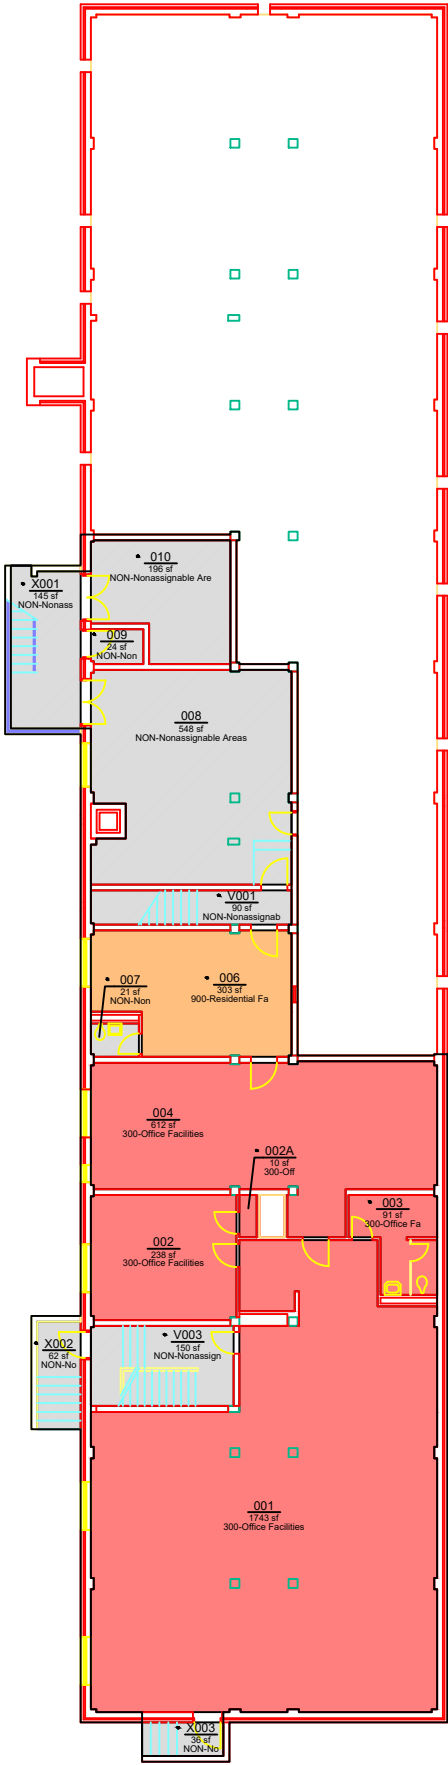 010
196 sf
NON-Nonassignable Are
X001
145 sf
NON-Nonass
009
24 sf
NON-Non
008
548 sf
NON-Nonassignable Areas
V001
90 sf
NON-Nonassignab
007
21 sf
NON-Non
006
303 sf
900-Residential Fa
004
612 sf
300-Office Facilities
002A
10 sf
300-Off
003
91 sf
300-Office Fa
002
238 sf
300-Office Facilities
V003
150 sf
NON-Nonassign
X002
62 sf
NON-No
001
1743 sf
300-Office Facilities
X003
36 sf
NON-No